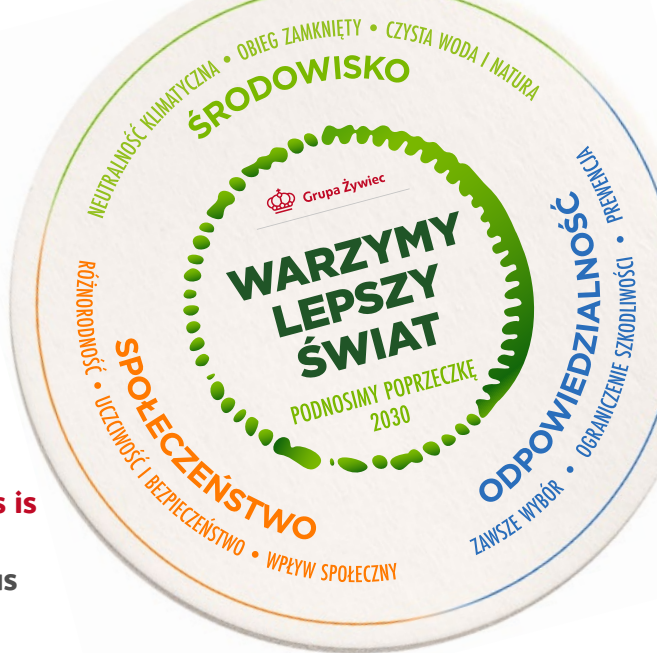 NEUTRALNOŚĆ KLIMATYCZNA • OBIEG ZAMKNIĘTY • CZYSTA WODA I NATURA
ŚRODOWISKO
Grupa Żywiec
WARZYMY
LEPSZY
ŚWIAT
PODNOSIMY POPRZECZKĘ
2030
ODPOWIEDZIALNOŚĆ
ZAWSZE WYBÓR • OGRANICZENIE SZKODLIWOŚCI • PREWENCJA
SPOŁECZEŃSTWO
RÓŻNORODNOŚĆ • UCZCIWOŚĆ I BEZPIECZEŃSTWO • WPŁYW SPOŁECZNY
is